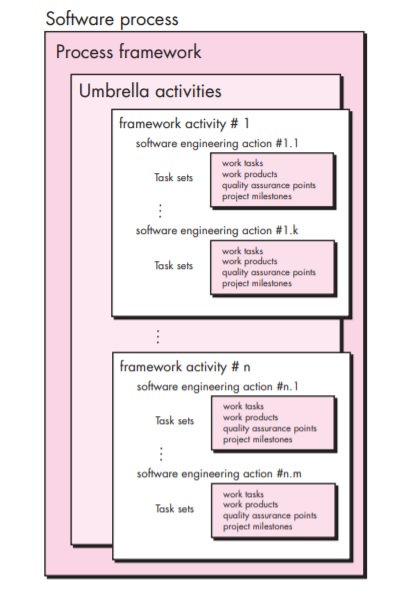 Software process
Process framework
Umbrella activities
framework activity # 1
software engineering action #1.1
Task sets
work tasks
work products
quality assurance points
project milestones
software engineering action #1.k
Task sets
work tasks
work products
quality assurance points
project milestones
framework activity # n
software engineering action #n.1
Task sets
work tasks
work products
quality assurance points
project milestones
software engineering action #n.m
Task sets
work tasks
work products
quality assurance points
project milestones